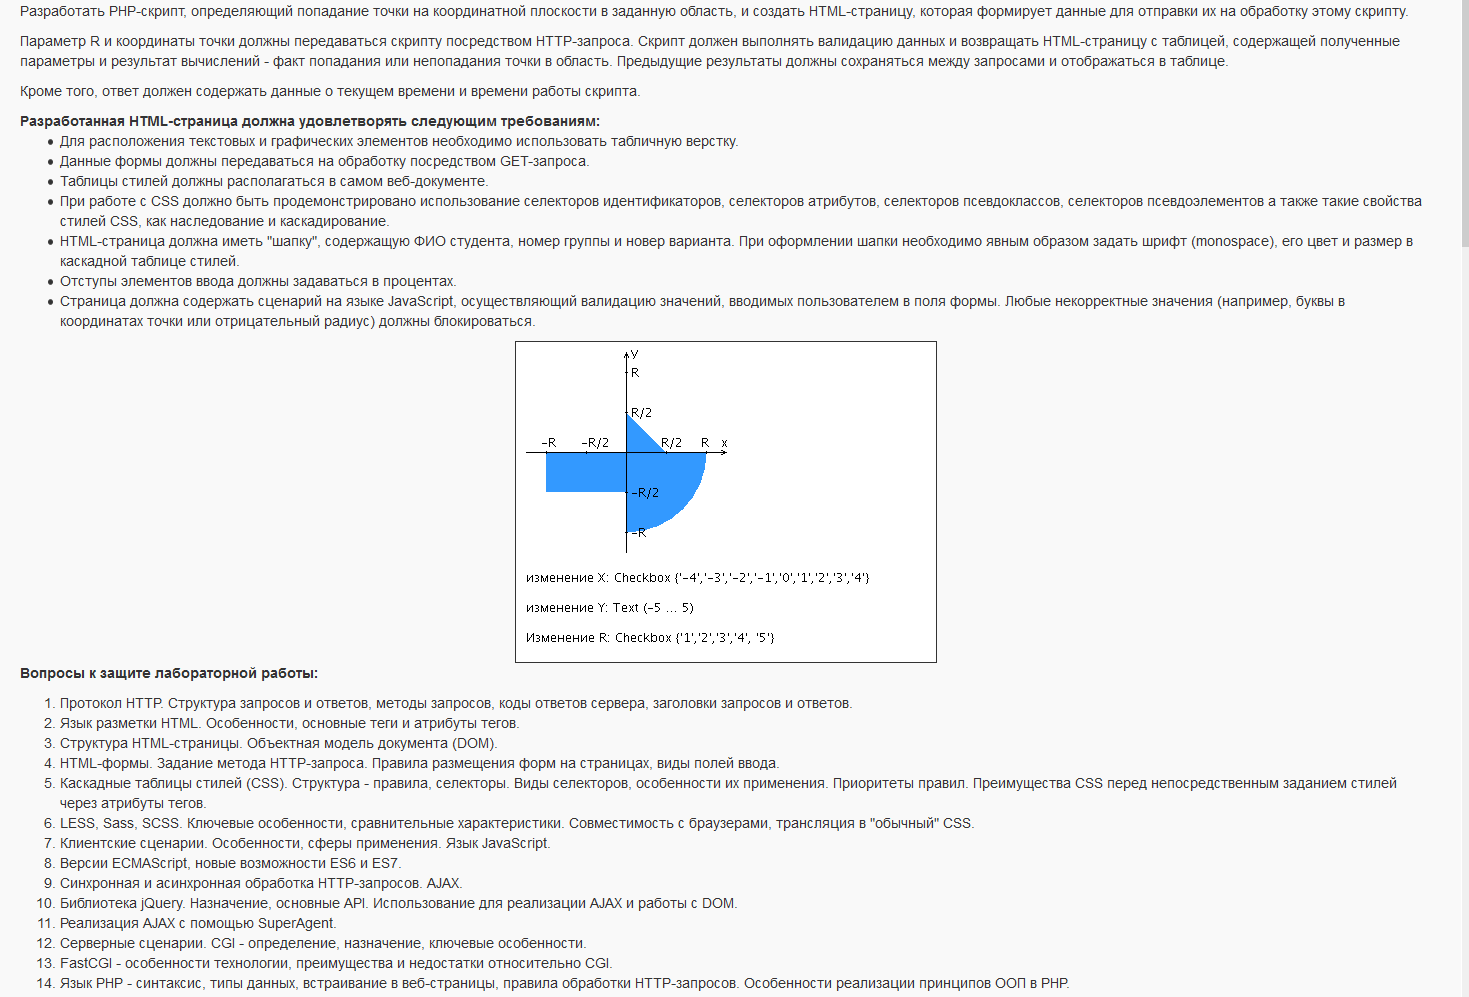 Разработать PHP-скрипт, определяющий попадание точки на координатной плоскости в заданную область, и создать HTML-страницу, которая формирует данные для отправки их на обработку этому скрипту.
Параметр R и координаты точки должны передаваться скрипту посредством HTTP-запроса. Скрипт должен выполнять валидацию данных и возвращать HTML-страницу с таблицей, содержащей полученные
параметры и результат вычислений - факт попадания или непопадания точки в область. Предыдущие результаты должны сохраняться между запросами и отображаться в таблице.
Кроме того, ответ должен содержать данные о текущем времени и времени работы скрипта.
Разработанная HTML-страница должна удовлетворять следующим требованиям:
• Для расположения текстовых и графических элементов необходимо использовать табличную верстку.
• Данные формы должны передаваться на обработку посредством GET-запроса.
• Таблицы стилей должны располагаться в самом веб-документе.
• При работе с CSS должно быть продемонстрировано использование селекторов идентификаторов, селекторов атрибутов, селекторов псевдоклассов, селекторов псевдоэлементов а также такие свойства
стилей CSS, как наследование и каскадирование.
• HTML-страница должна иметь "шапку", содержащую ФИО студента, номер группы и новер варианта. При оформлении шапки необходимо явным образом задать шрифт (monospace), его цвет и размер в
каскадной таблице стилей.
• Отступы элементов ввода должны задаваться в процентах.
• Страница должна содержать сценарий на языке JavaScript, осуществляющий валидацию значений, вводимых пользователем в поля формы. Любые некорректные значения (например, буквы в
координатах точки или отрицательный радиус) должны блокироваться.
y
R
R/2
-R -R/2 R/2 R x
-R/2
-R
изменение X: Checkbox {'-4','-3','-2','-1','0','1','2','3','4'}
изменение Y: Text (-5 ... 5)
Изменение R: Checkbox {'1','2','3','4', '5'}
Вопросы к защите лабораторной работы:
1. Протокол HTTP. Структура запросов и ответов, методы запросов, коды ответов сервера, заголовки запросов и ответов.
2. Язык разметки HTML. Особенности, основные теги и атрибуты тегов.
3. Структура HTML-страницы. Объектная модель документа (DOM).
4. HTML-формы. Задание метода HTTP-запроса. Правила размещения форм на страницах, виды полей ввода.
5. Каскадные таблицы стилей (CSS). Структура - правила, селекторы. Виды селекторов, особенности их применения. Приоритеты правил. Преимущества CSS перед непосредственным заданием стилей
через атрибуты тегов.
6. LESS, Sass, SCSS. Ключевые особенности, сравнительные характеристики. Совместимость с браузерами, трансляция в "обычный" CSS.
7. Клиентские сценарии. Особенности, сферы применения. Язык JavaScript.
8. Версии ECMAScript, новые возможности ES6 и ES7.
9. Синхронная и асинхронная обработка HTTP-запросов. AJAX.
10. Библиотека jQuery. Назначение, основные API. Использование для реализации AJAX и работы с DOM.
11. Реализация AJAX с помощью SuperAgent.
12. Серверные сценарии. CGI - определение, назначение, ключевые особенности.
13. FastCGI - особенности технологии, преимущества и недостатки относительно CGI.
14. Язык PHP - синтаксис, типы данных, встраивание в веб-страницы, правила обработки HTTP-запросов. Особенности реализации принципов ООП в PHP.